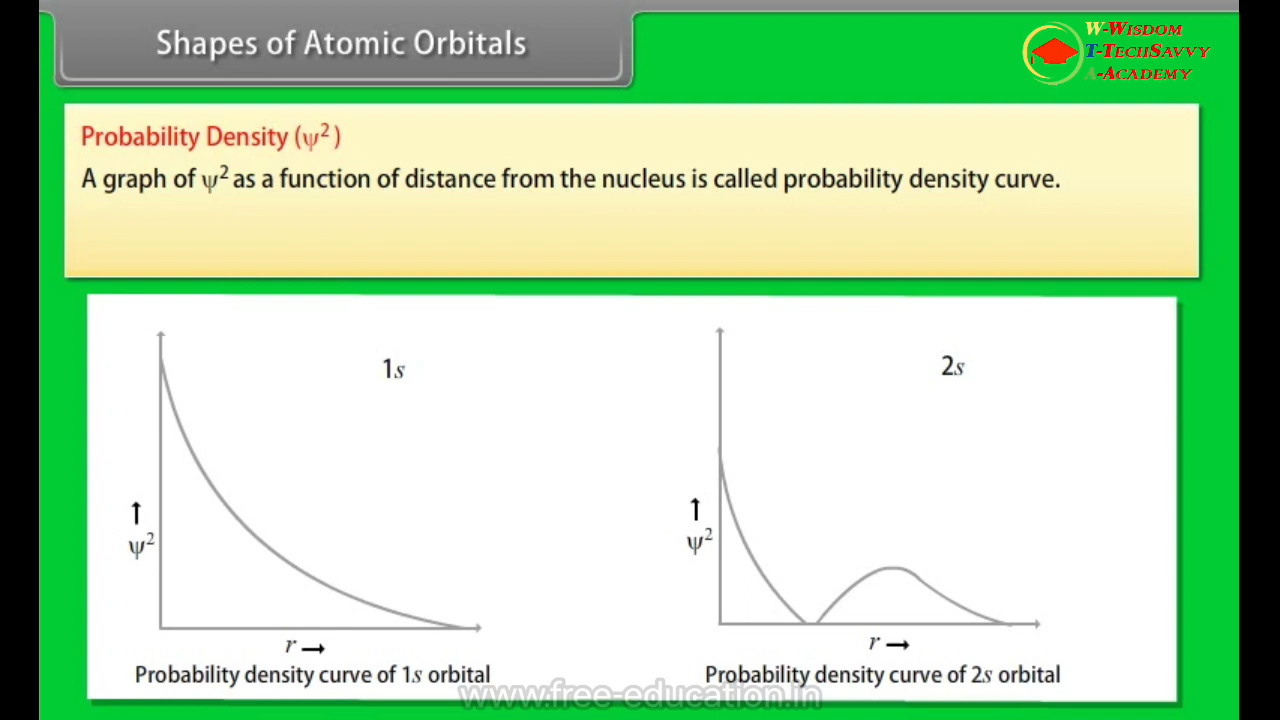 Shapes of Atomic Orbitals
W-Wisdom
T-TechSavvy
A-Academy
Probability Density (ψ²)
A graph of ψ² as a function of distance from the nucleus is called probability density curve.
1s
2s
↑
ψ²
↑
ψ²
r →
r →
Probability density curve of 1s orbital
Probability density curve of 2s orbital
www.free-education.in